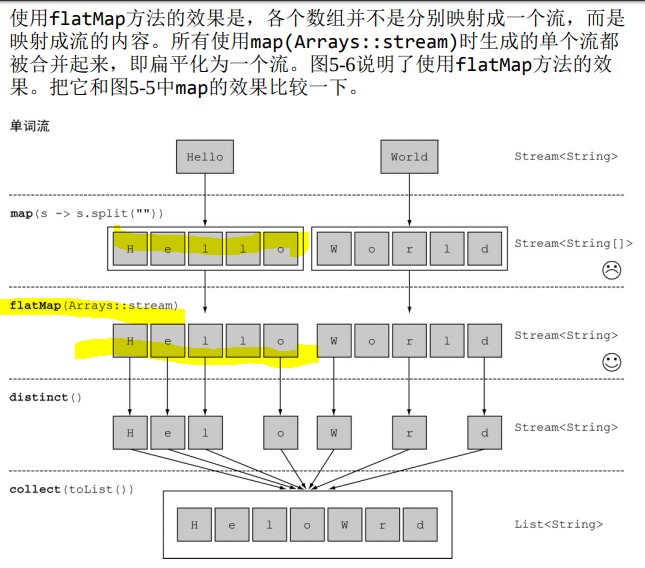 使用flatMap方法的效果是，各个数组并不是分别映射成一个流，而是
映射成流的内容。所有使用map(Arrays::stream)时生成的单个流都
被合并起来，即扁平化为一个流。图5-6说明了使用flatMap方法的效
果。把它和图5-5中map的效果比较一下。
单词流
Hello World Stream<String>
map(s -> s.split(""))
H e l l o W o r l d Stream<String[]>
flatMap(Arrays::stream)
H e l l o W o r l d Stream<String>
distinct()
H e l o W r d Stream<String>
collect(toList())
H e l o W r d List<String>